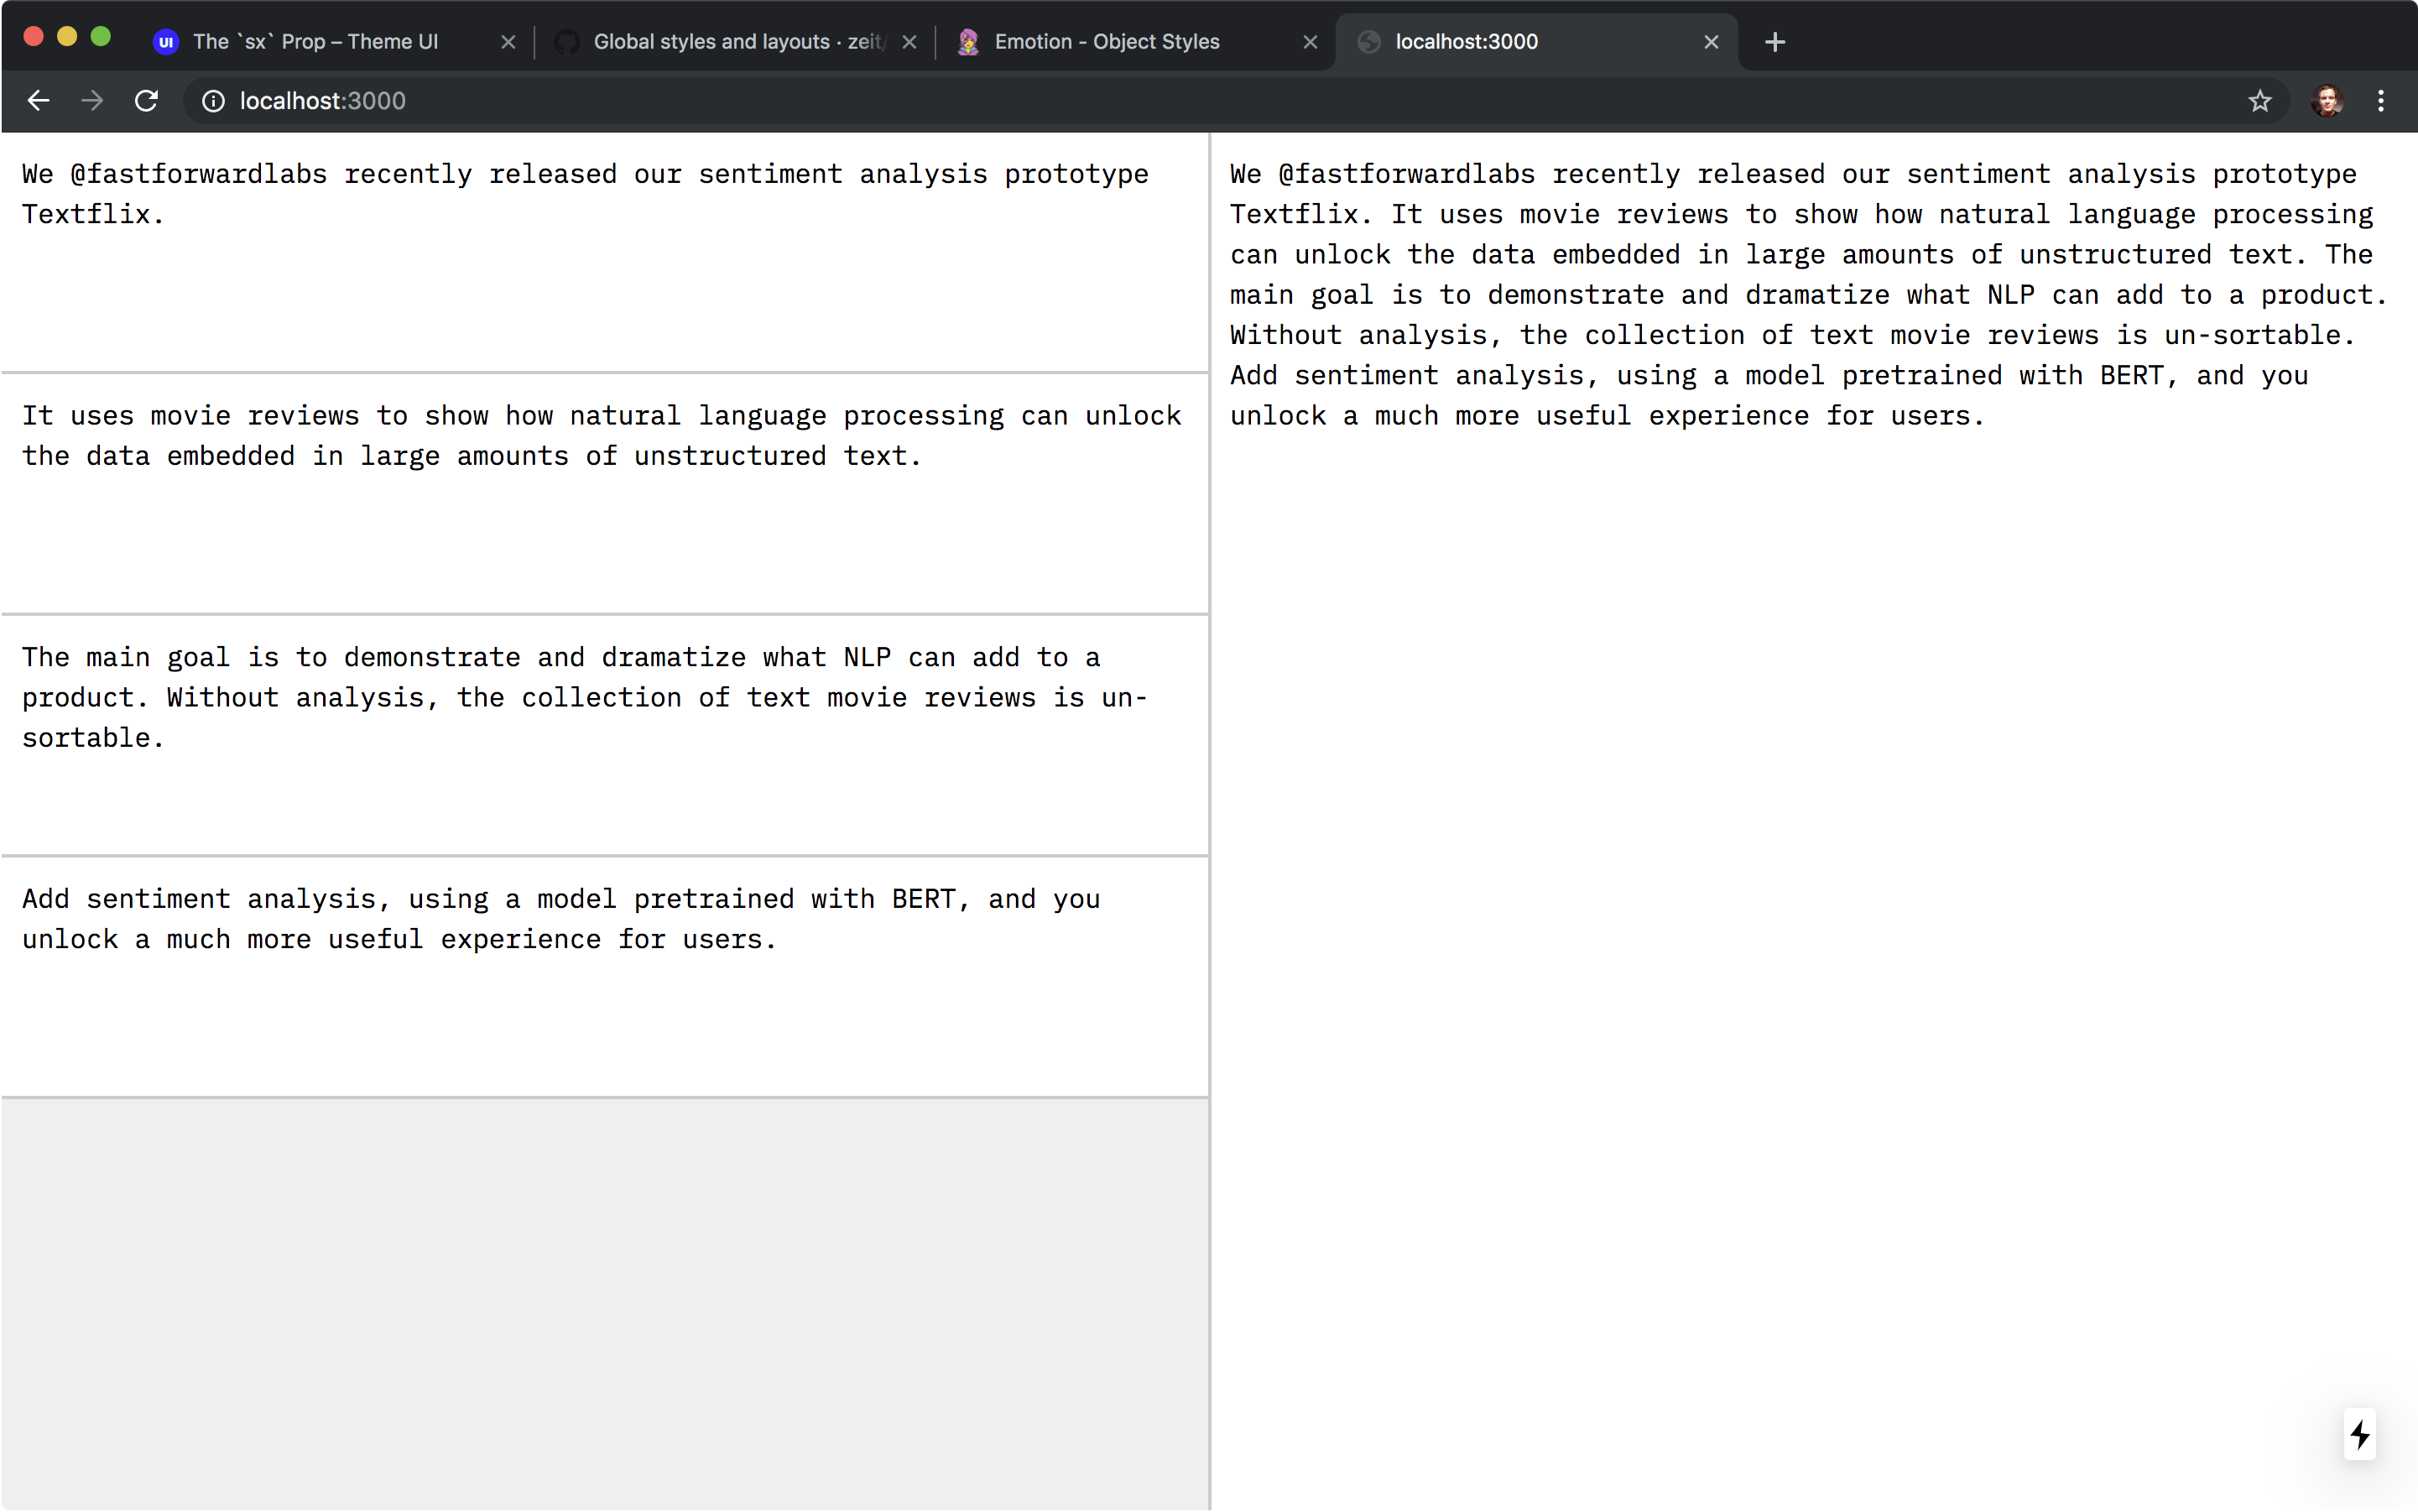 UI The `sx` Prop – Theme UI
Global styles and layouts · zeit/
Emotion - Object Styles
localhost:3000
localhost:3000
We @fastforwardlabs recently released our sentiment analysis prototype
Textflix.
It uses movie reviews to show how natural language processing can unlock
the data embedded in large amounts of unstructured text.
The main goal is to demonstrate and dramatize what NLP can add to a
product. Without analysis, the collection of text movie reviews is un-
sortable.
Add sentiment analysis, using a model pretrained with BERT, and you
unlock a much more useful experience for users.
We @fastforwardlabs recently released our sentiment analysis prototype
Textflix. It uses movie reviews to show how natural language processing
can unlock the data embedded in large amounts of unstructured text. The
main goal is to demonstrate and dramatize what NLP can add to a product.
Without analysis, the collection of text movie reviews is un-sortable.
Add sentiment analysis, using a model pretrained with BERT, and you
unlock a much more useful experience for users.